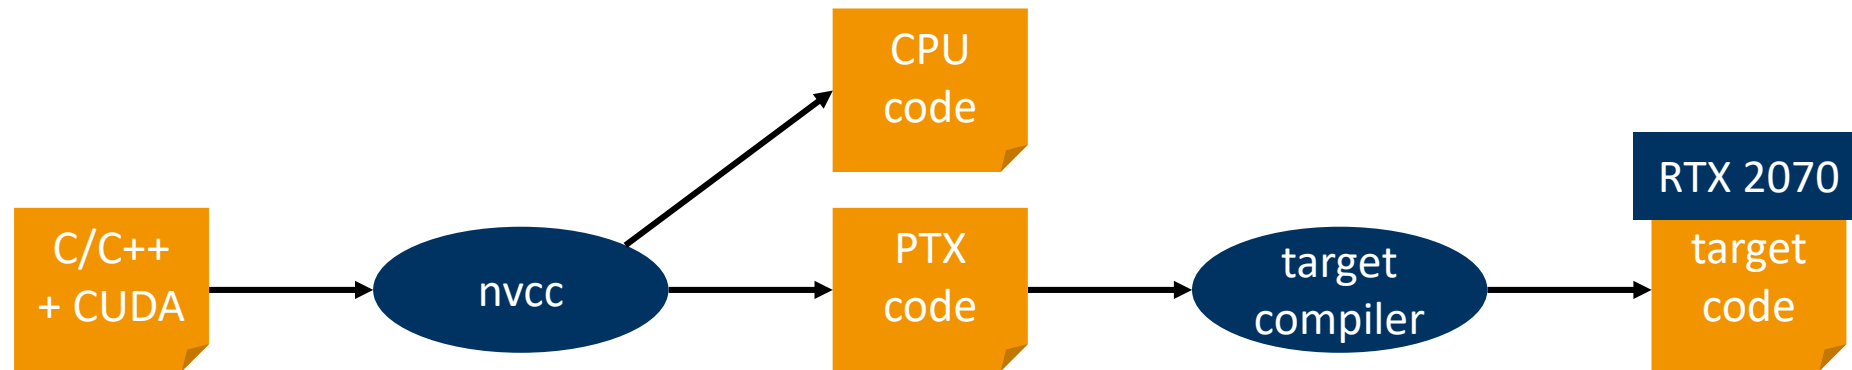 C/C++
+ CUDA
nvcc
CPU
code
PTX
code
target
compiler
RTX 2070
target
code